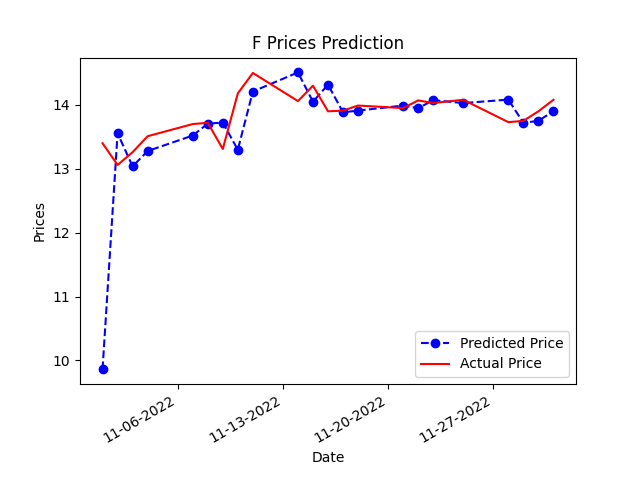 F Prices Prediction
14
13
12
11
10
Prices
Predicted Price
Actual Price
11-06-2022
11-13-2022
11-20-2022
11-27-2022
Date